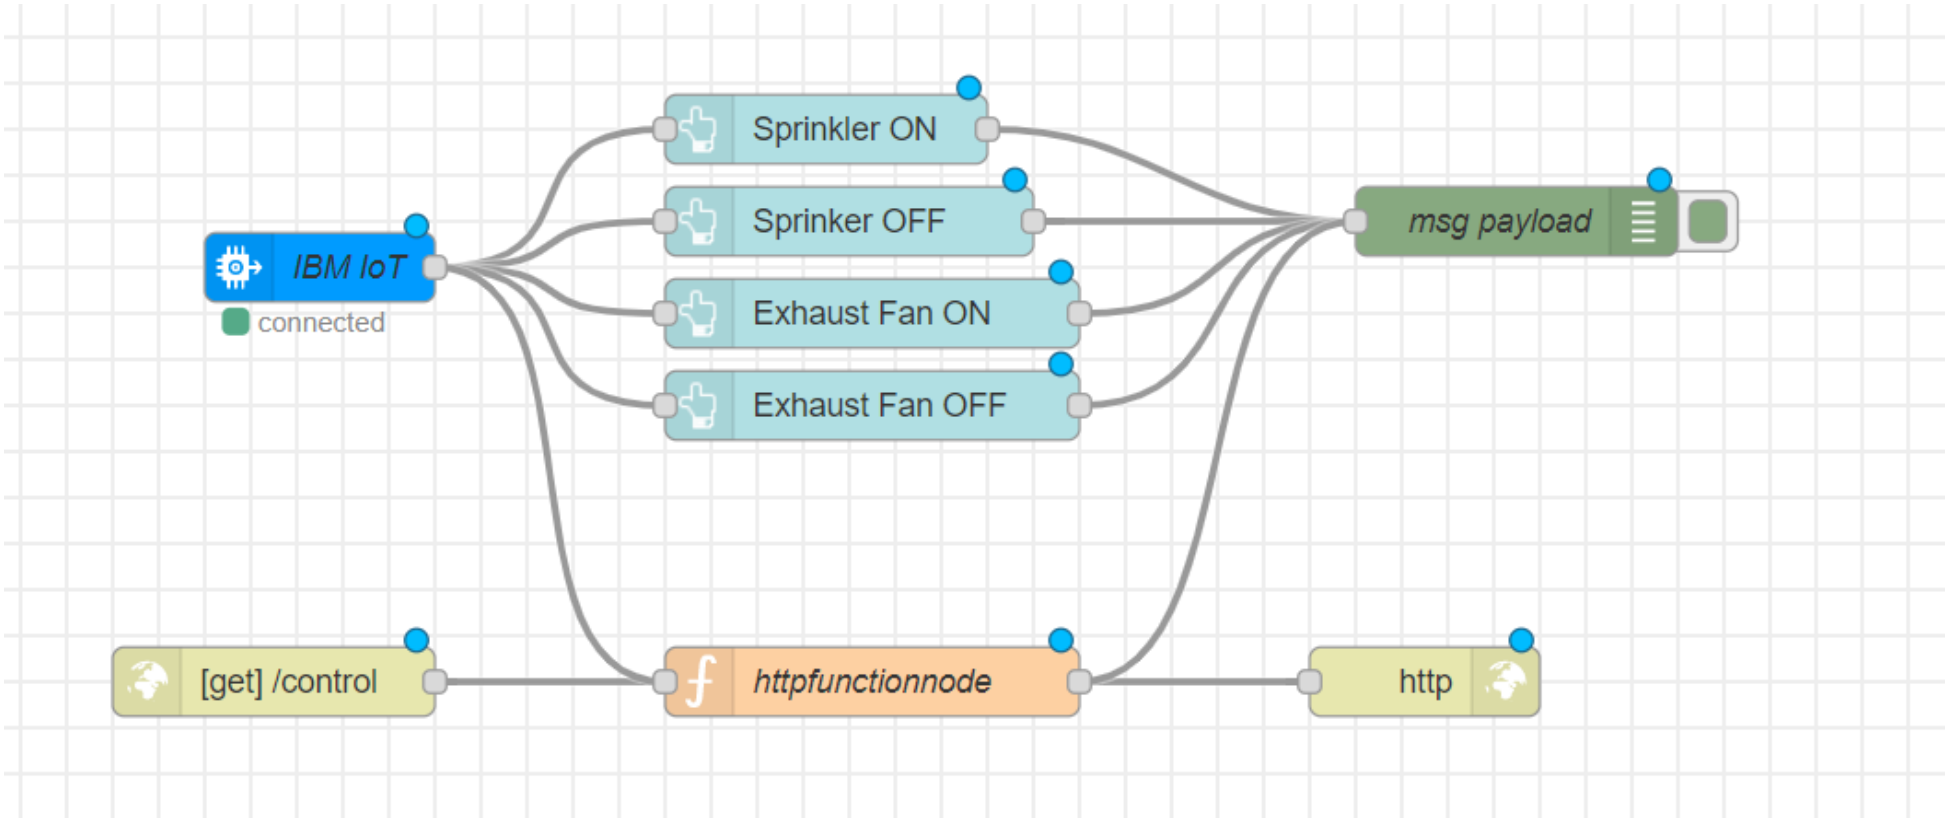 Sprinkler ON
Sprinker OFF
msg payload
IBM IoT
connected
Exhaust Fan ON
Exhaust Fan OFF
[get] /control
httpfunctionnode
http